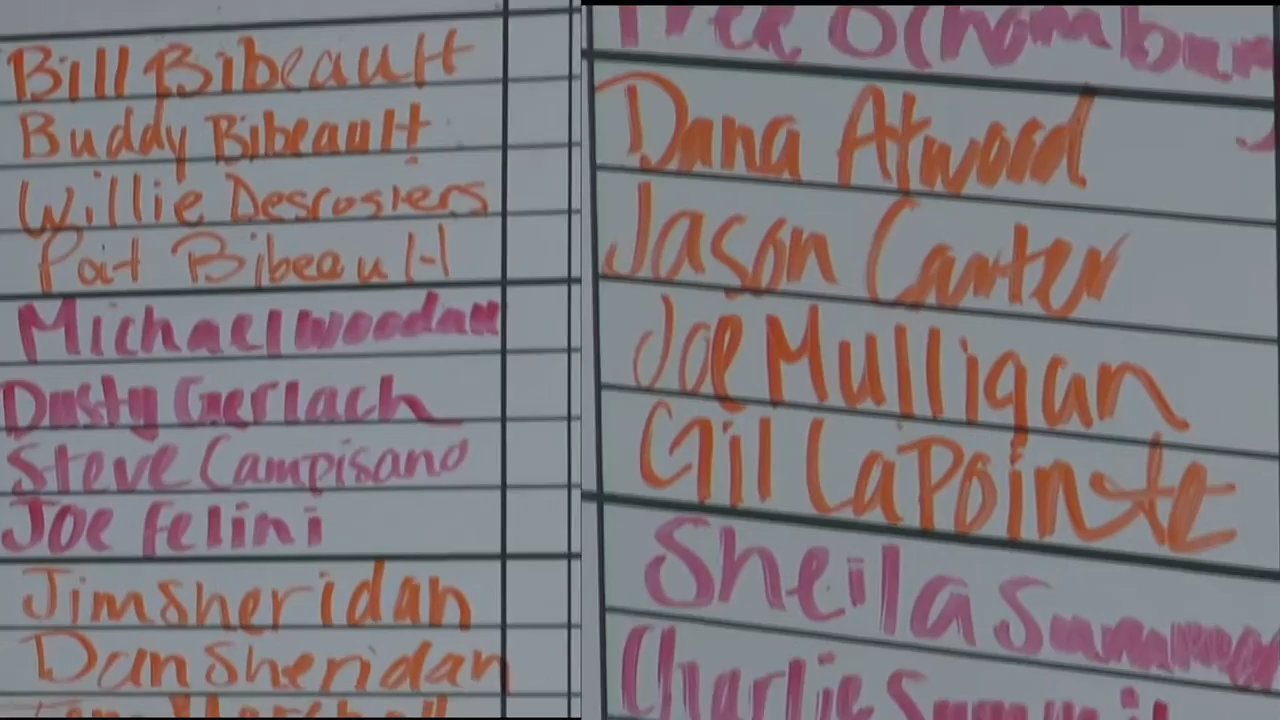 Bill Bibeault
Buddy Bibeault
Willie Desrosiers
Pat Bibeault
Michael Woodall
Dusty Gerlach
Steve Campisano
Joe Felini
Jim Sheridan
Dan Sheridan
Dana Atwood
Jason Carter
Joe Mulligan
Gil LaPointe
Sheila
Charlie